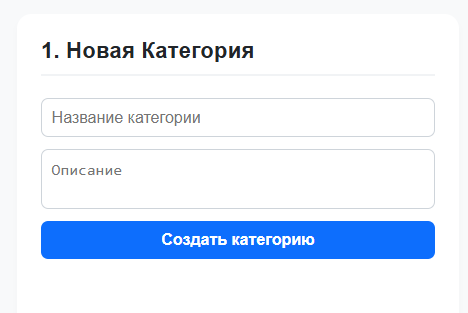 1. Новая Категория
Название категории
Описание
Создать категорию